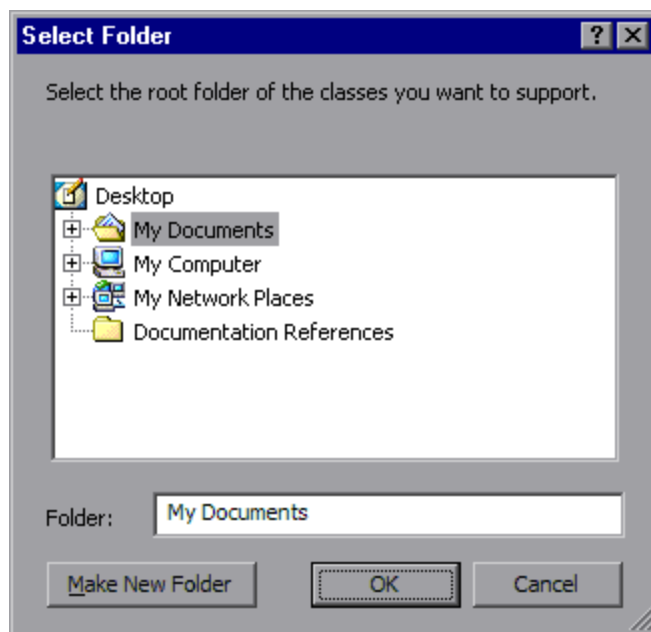 Select Folder
Select the root folder of the classes you want to support.
Desktop
My Documents
My Computer
My Network Places
Documentation References
Folder: My Documents
Make New Folder OK Cancel